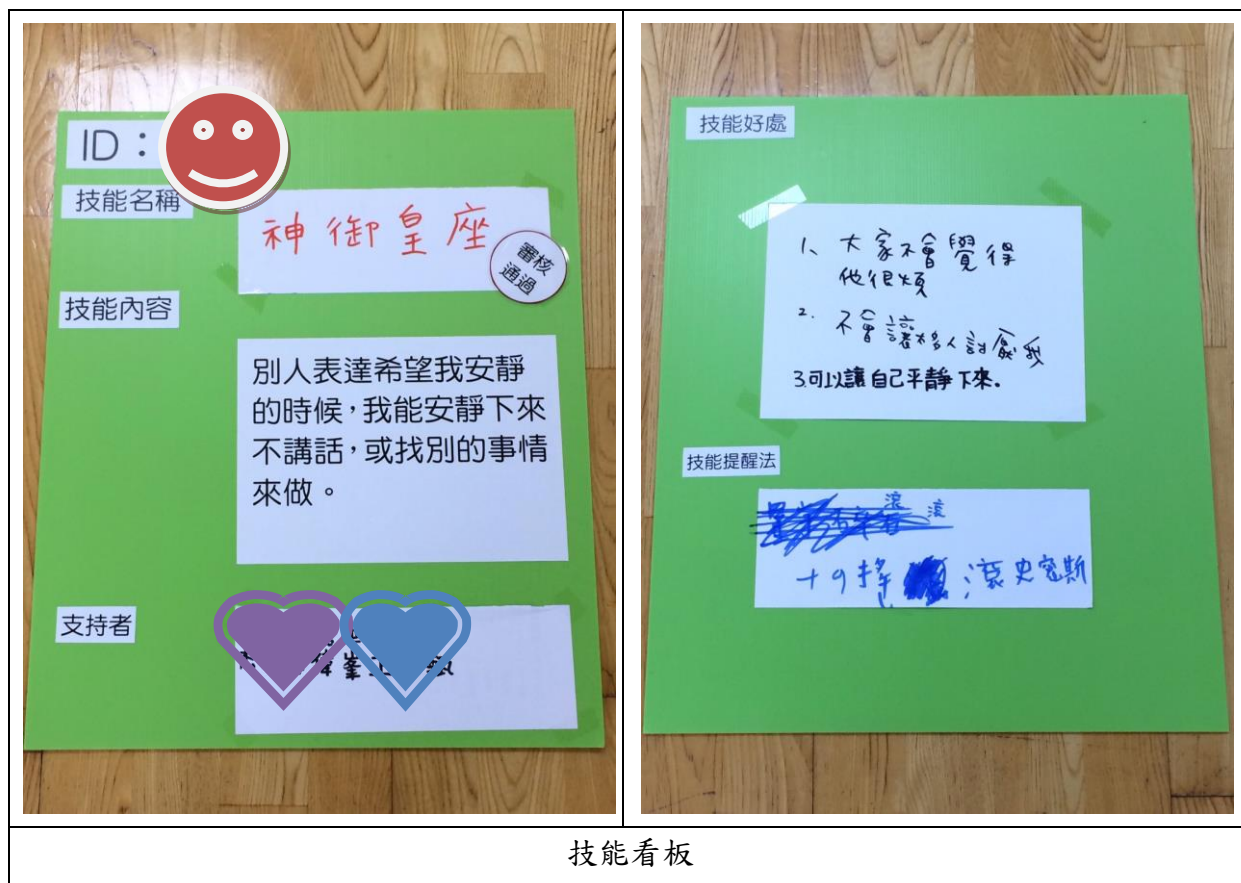 ID：
技能名稱
神御皇座
審核
通過
技能內容
別人表達希望我安靜
的時候，我能安靜下來
不講話，或找別的事情
來做。
支持者
技能好處
1、大家不會覺得
他很煩
2. 不會讓太多人討厭我
3.可以讓自己平靜下來。
技能提醒法
滾 滾
滾史密斯
技能看板